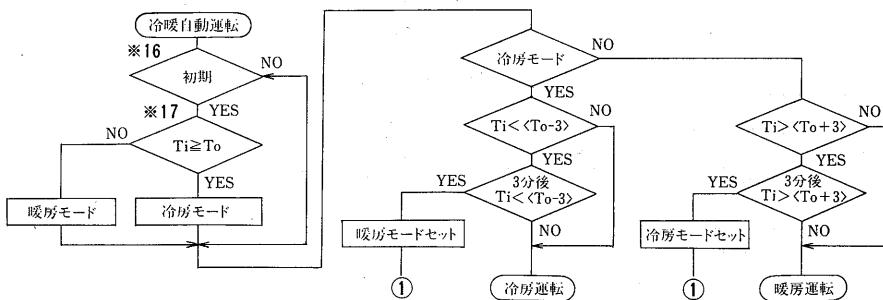 冷暖自動運転
※16
初期
NO
YES
※17
Ti≧To
NO
YES
暖房モード
冷房モード
冷房モード
NO
YES
Ti<<To-3>
NO
YES
3分後
Ti<<To-3>
YES
NO
暖房モードセット
①
冷房運転
Ti><To+3>
NO
YES
3分後
Ti><To+3>
YES
NO
冷房モードセット
①
暖房運転